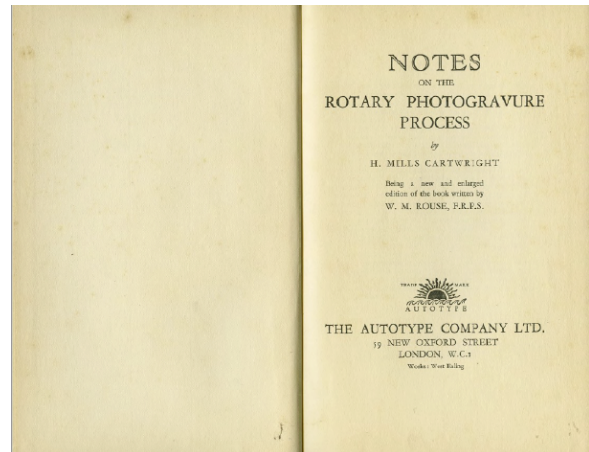 NOTES
ON THE
ROTARY PHOTOGRAVURE
PROCESS
by
H. MILLS CARTWRIGHT
Being a new and enlarged
edition of the book written by
W. M. ROUSE, F.R.P.S.
TRADE MARK
AUTOTYPE
THE AUTOTYPE COMPANY LTD.
59 NEW OXFORD STREET
LONDON, W.C.1
Works: West Ealing